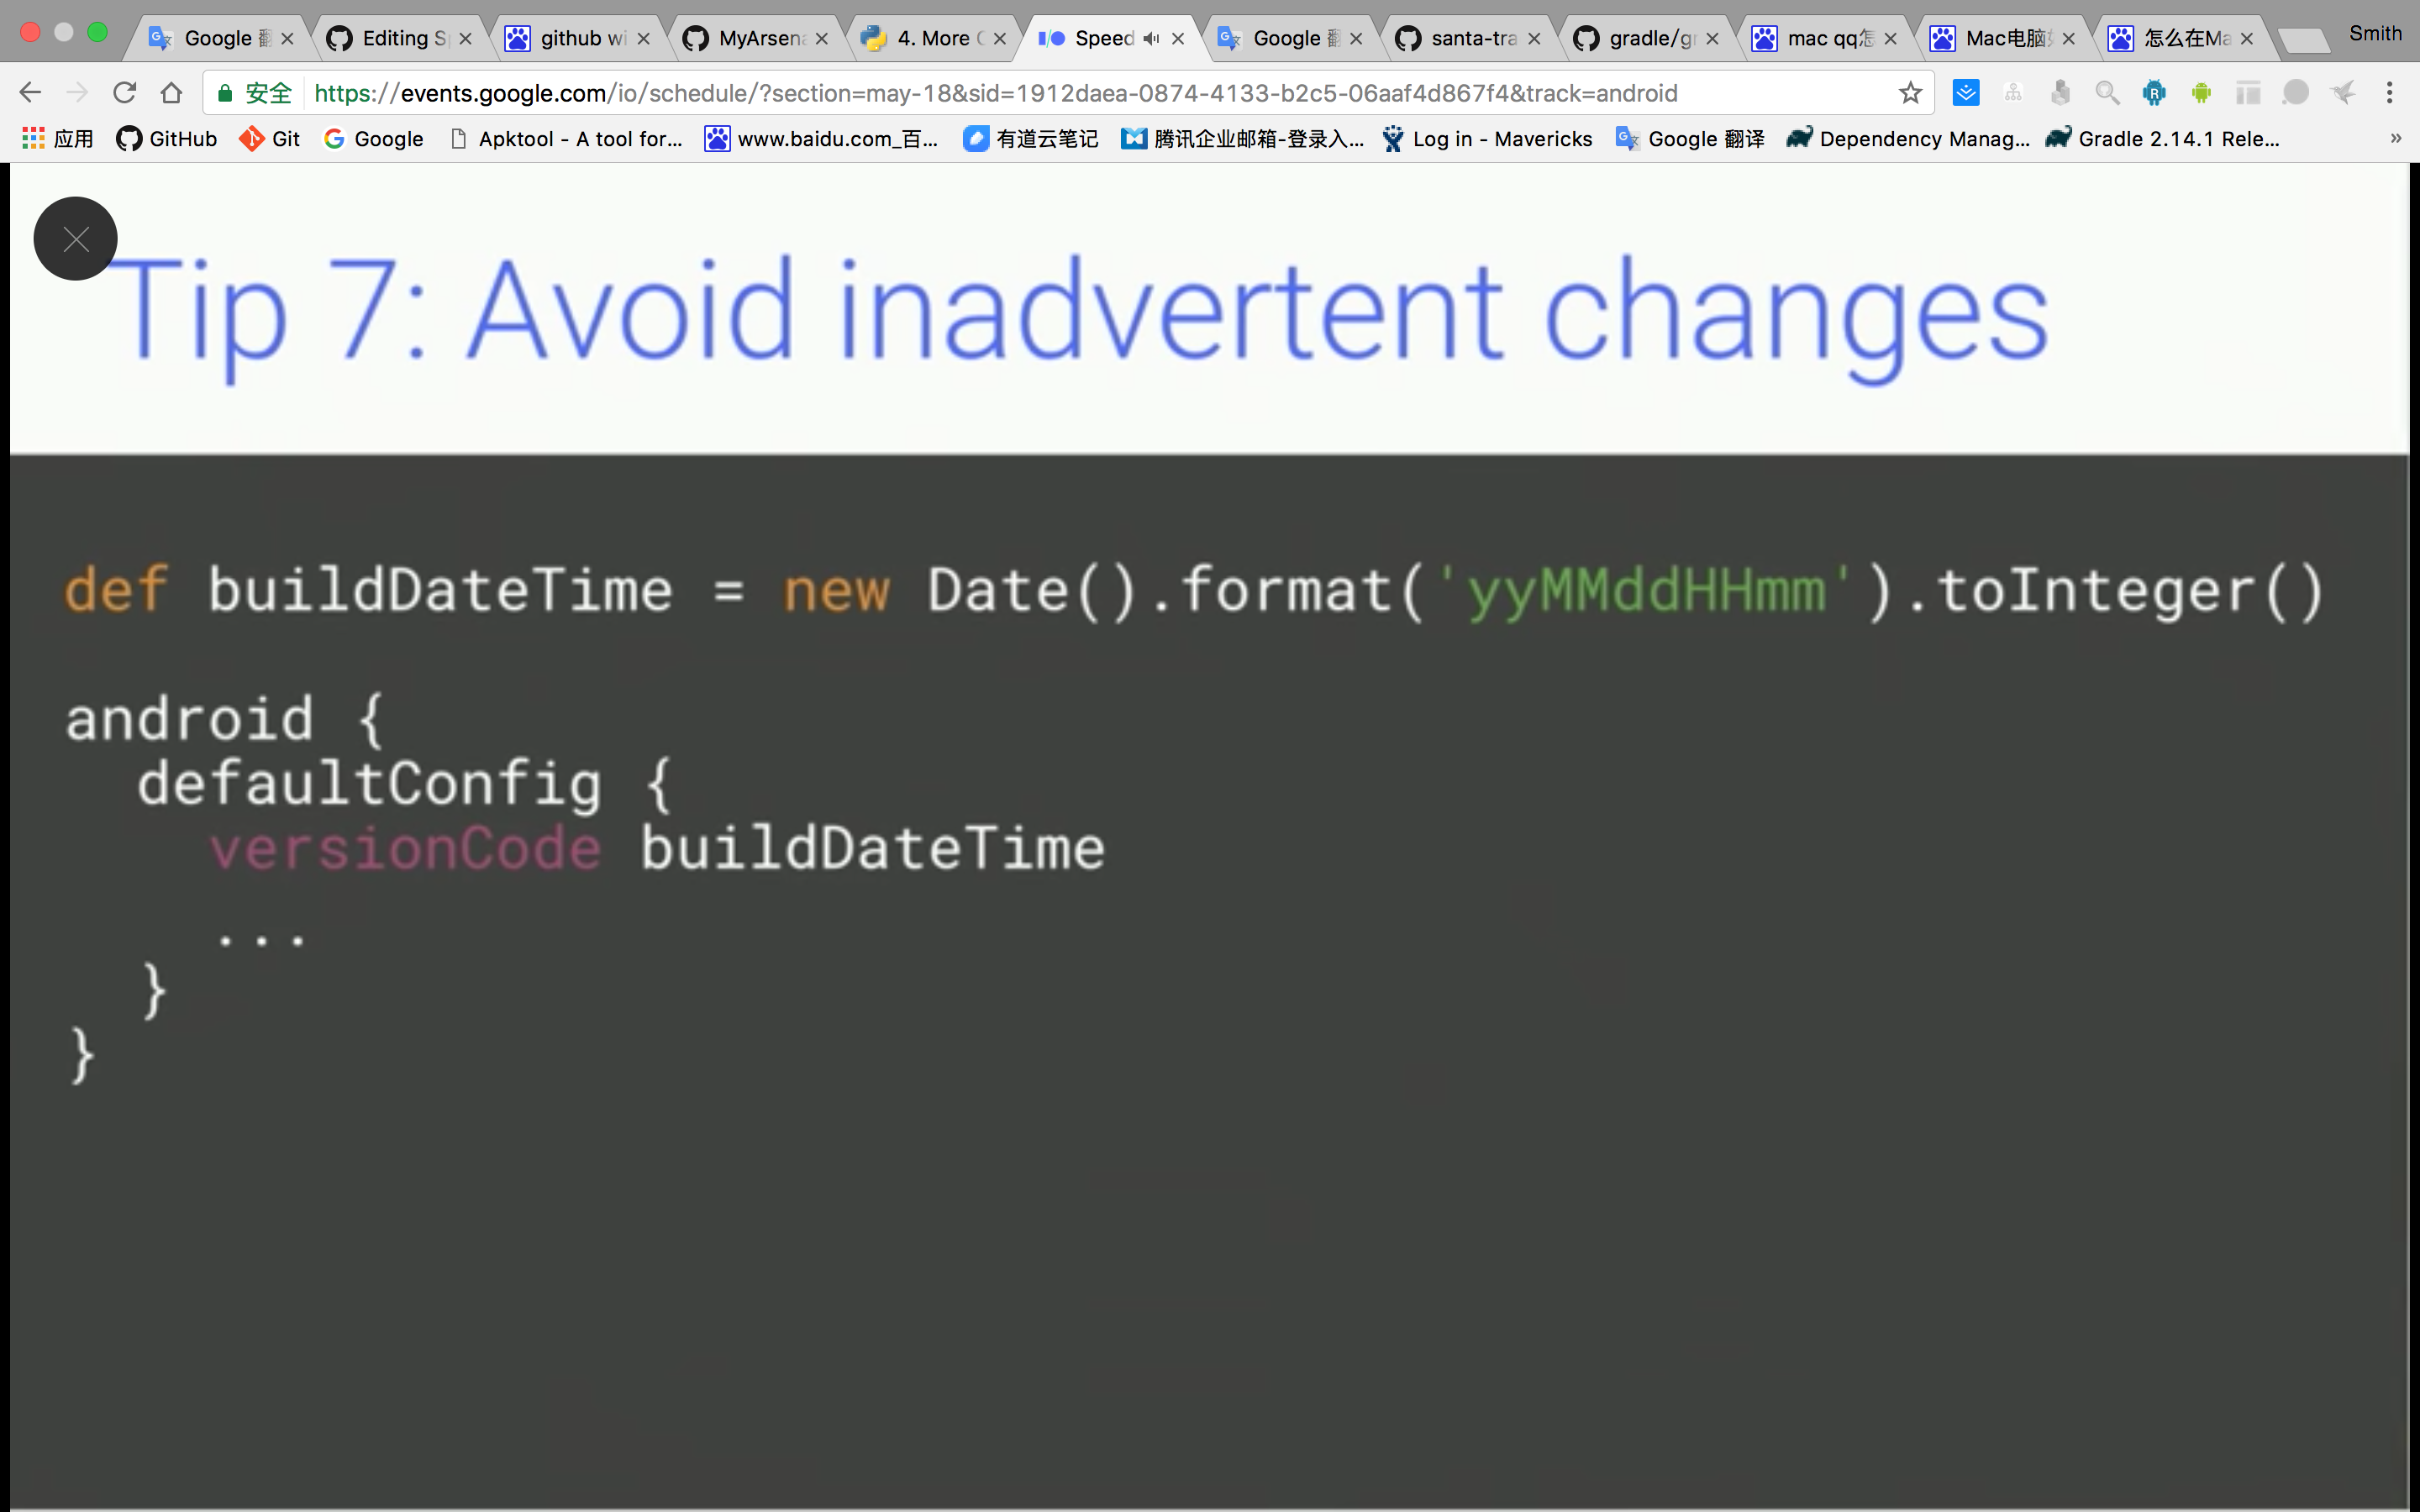 Google 翻
Editing S
github wi
MyArsena
4. More
Speed
Google 翻
santa-tra
gradle/g
mac qq怎
Mac电脑
怎么在Ma
Smith
安全 https://events.google.com/io/schedule/?section=may-18&sid=1912daea-0874-4133-b2c5-06aaf4d867f4&track=android
应用 GitHub Git Google Apktool - A tool for... www.baidu.com_百... 有道云笔记 腾讯企业邮箱-登录入... Log in - Mavericks Google 翻译 Dependency Manag... Gradle 2.14.1 Rele... »
Tip 7: Avoid inadvertent changes
def buildDateTime = new Date().format('yyMMddHHmm').toInteger()
android {
defaultConfig {
versionCode buildDateTime
...
}
}